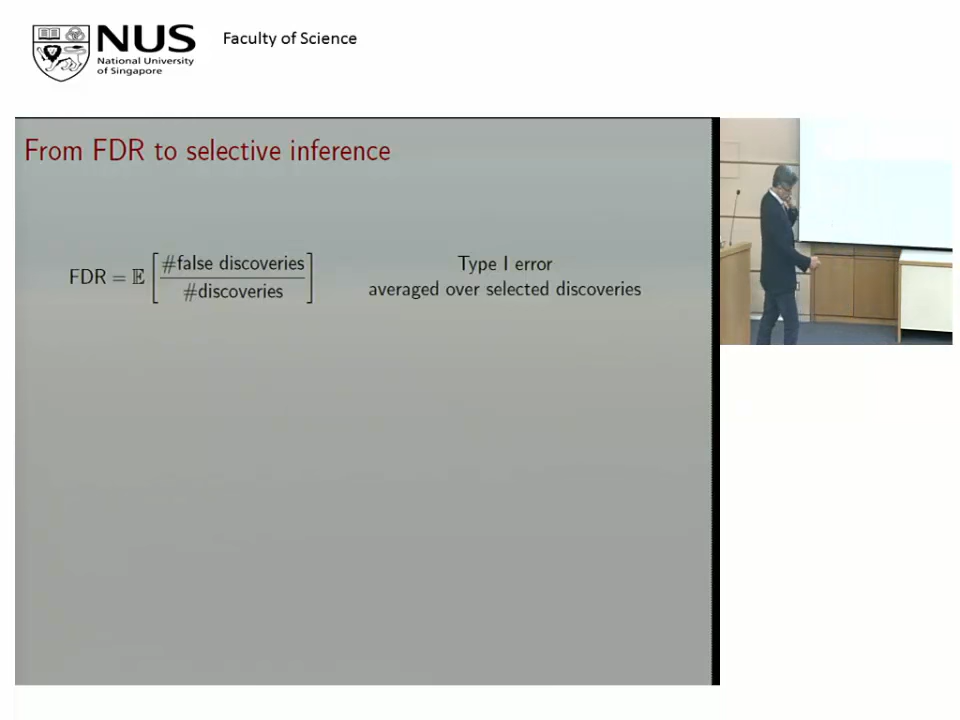 NUS
National University
of Singapore
Faculty of Science
From FDR to selective inference
FDR = 𝔼 [ #false discoveries / #discoveries ]
Type I error
averaged over selected discoveries